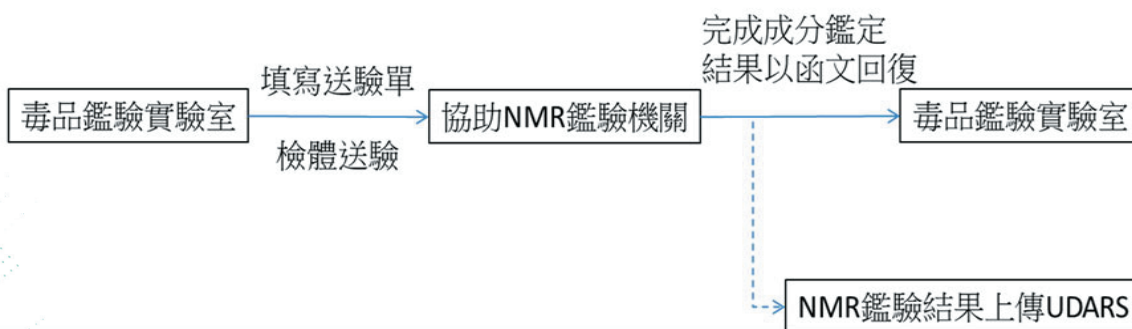 完成成分鑑定
結果以函文回復
填寫送驗單
毒品鑑驗實驗室
協助NMR鑑驗機關
毒品鑑驗實驗室
檢體送驗
NMR鑑驗結果上傳UDARS